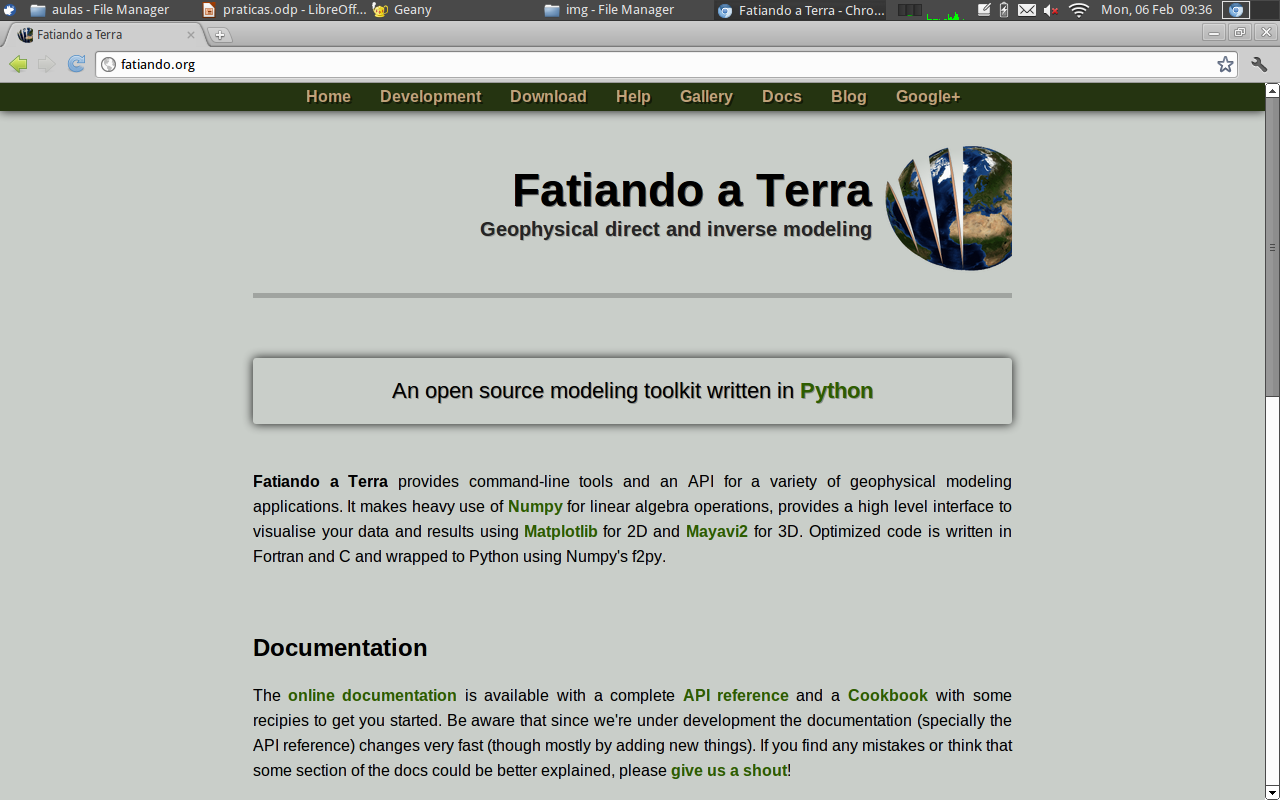 aulas - File Manager praticas.odp - LibreOff... Geany img - File Manager Fatiando a Terra - Chro... Mon, 06 Feb 09:36
Fatiando a Terra
fatiando.org
Home Development Download Help Gallery Docs Blog Google+
Fatiando a Terra
Geophysical direct and inverse modeling
An open source modeling toolkit written in Python
Fatiando a Terra provides command-line tools and an API for a variety of geophysical modeling
applications. It makes heavy use of Numpy for linear algebra operations, provides a high level interface to
visualise your data and results using Matplotlib for 2D and Mayavi2 for 3D. Optimized code is written in
Fortran and C and wrapped to Python using Numpy's f2py.
Documentation
The online documentation is available with a complete API reference and a Cookbook with some
recipies to get you started. Be aware that since we're under development the documentation (specially the
API reference) changes very fast (though mostly by adding new things). If you find any mistakes or think that
some section of the docs could be better explained, please give us a shout!